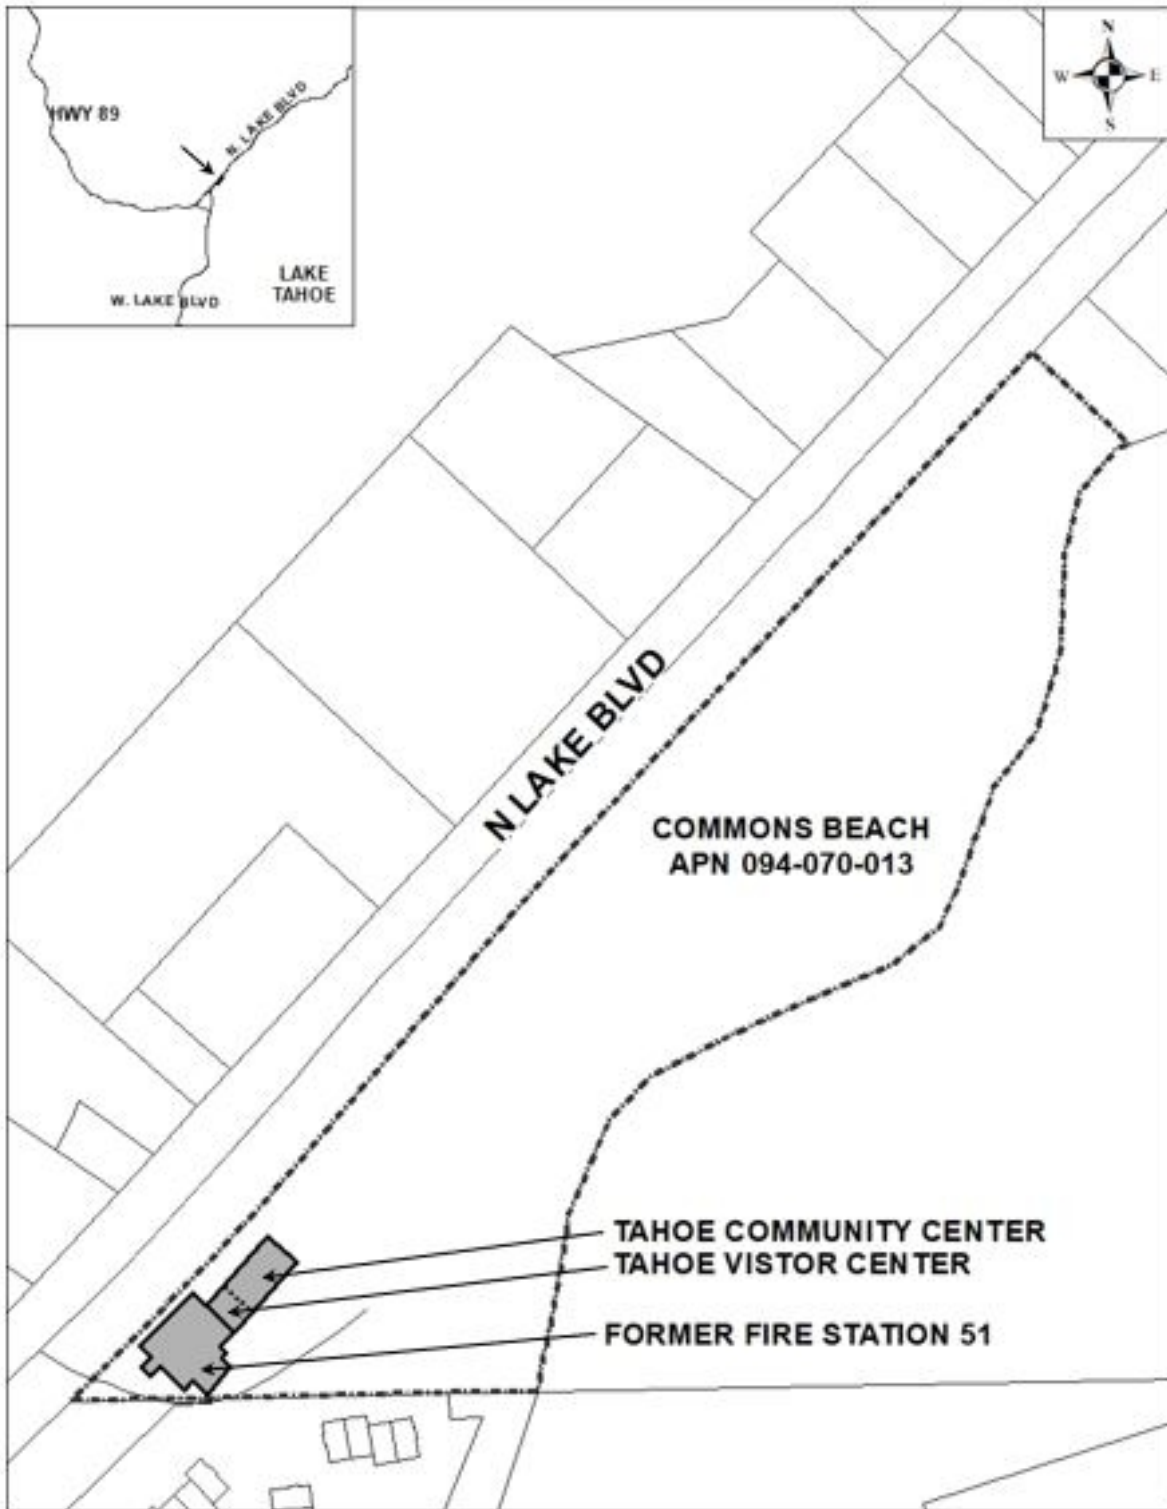 HWY 89
N. LAKE BLVD
LAKE
TAHOE
W. LAKE BLVD
N
W
E
S
N LAKE BLVD
COMMONS BEACH
APN 094-070-013
TAHOE COMMUNITY CENTER
TAHOE VISTOR CENTER
FORMER FIRE STATION 51